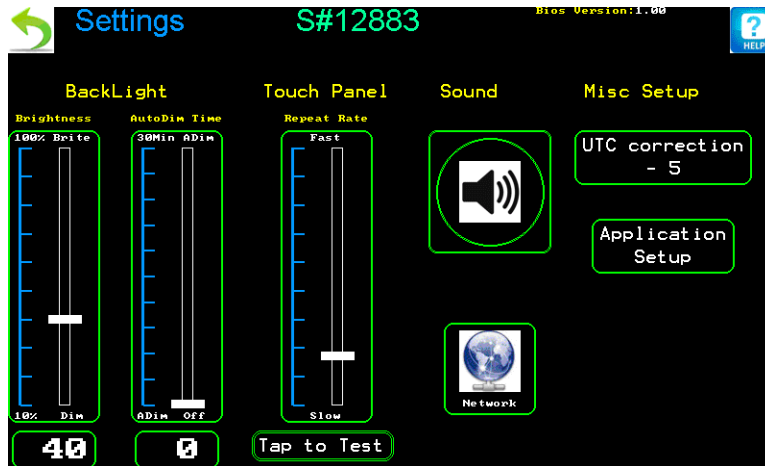 Settings
S#12883
Bios Version:1.00
HELP
BackLight
Touch Panel
Sound
Misc Setup
Brightness
AutoDim Time
Repeat Rate
100% Brite
30Min ADim
Fast
UTC correction
- 5
Application
Setup
Network
10% Dim
ADim Off
Slow
40
0
Tap to Test